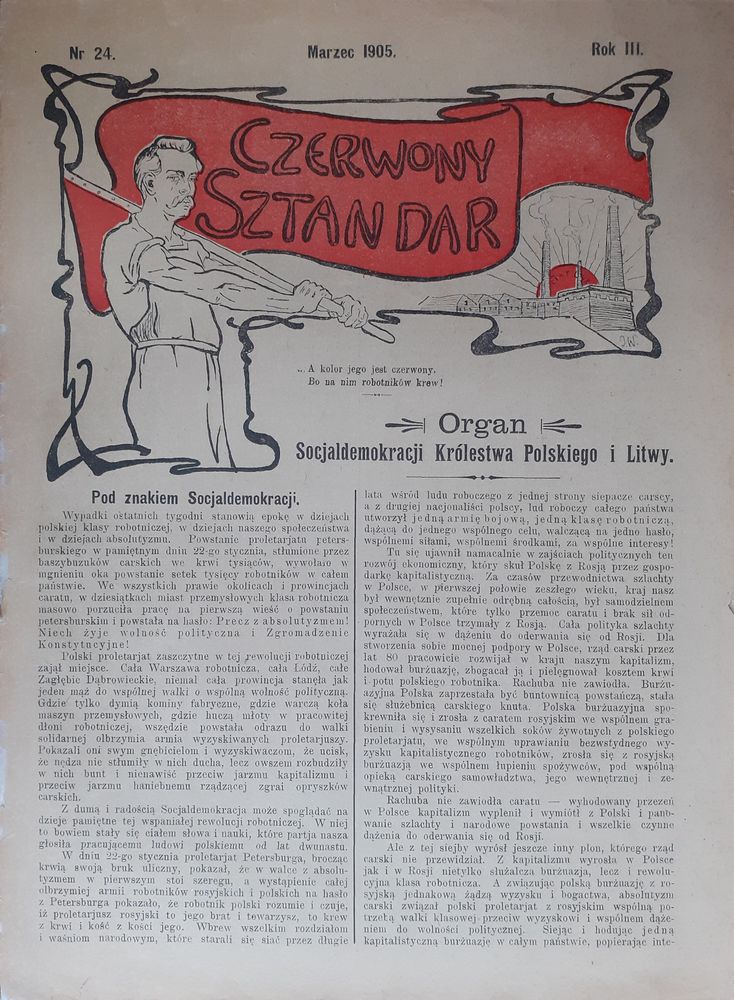 Nr 24.
Marzec 1905.
Rok III.
CZERWONY
SZTANDAR
J.W.
... A kolor jego jest czerwony,
Bo na nim robotników krew!
Organ
Socjaldemokracji Królestwa Polskiego i Litwy.
Pod znakiem Socjaldemokracji.
Wypadki ostatnich tygodni stanowią epokę w dziejach
polskiej klasy robotniczej, w dziejach naszego społeczeństwa
i w dziejach absolutyzmu. Powstanie proletarjatu peters-
burskiego w pamiętnym dniu 22-go stycznia, stłumione przez
baszybuzuków carskich we krwi tysiąców, wywołało w
mgnieniu oka powstanie setek tysięcy robotników w całem
państwie. We wszystkich prawie okolicach i prowincjach
caratu, w dziesiątkach miast przemysłowych klasa robotnicza
masowo porzuciła pracę na pierwszą wieść o powstaniu
petersburskim i powstała na hasło: Precz z absolutyzmem!
Niech żyje wolność polityczna i Zgromadzenie
Konstytucyjne!
Polski proletarjat zaszczytne w tej rewolucji robotniczej
zajął miejsce. Cała Warszawa robotnicza, cała Łódź, całe
Zagłębie Dąbrowieckie, niemal cała prowincja stanęła jak
jeden mąż do wspólnej walki o wspólną wolność polityczną.
Gdzie tylko dymią kominy fabryczne, gdzie warczą koła
maszyn przemysłowych, gdzie huczą młoty w pracowitej
dłoni robotniczej, wszędzie powstała odrazu do walki
solidarnej olbrzymia armia wyzyskiwanych proletarjuszy.
Pokazali oni swym gnębicielom i wyzyskiwaczom, że ucisk,
że nędza nie stłumiły w nich ducha, lecz owszem rozbudziły
w nich bunt i nienawiść przeciw jarzmu kapitalizmu i
przeciw jarzmu haniebnemu rządzącej zgrai opryszków
carskich.
Z dumą i radością Socjaldemokracja może spoglądać na
dzieje pamiętne tej wspaniałej rewolucji robotniczej. W niej
to bowiem stały się ciałem słowa i nauki, które partja nasza
głosiła pracującemu ludowi polskiemu od lat dwunastu.
W dniu 22-go stycznia proletarjat Petersburga, brocząc
krwią swoją bruk uliczny, pokazał, że w walce z absolu-
tyzmem w pierwszym stoi szeregu, a wystąpienie całej
olbrzymiej armii robotników rosyjskich i polskich na hasło
z Petersburga pokazało, że robotnik polski rozumie i czuje,
iż proletarjusz rosyjski to jego brat i towarzysz, to krew
z krwi i kość z kości jego. Wbrew wszelkim rozdziałom
i waśniom narodowym, które starali się siać przez długie
lata wśród ludu roboczego z jednej strony siepacze carscy,
a z drugiej nacjonaliści polscy, lud roboczy całego państwa
utworzył jedną armię bojową, jedną klasę robotniczą,
dążącą do jednego wspólnego celu, walczącą na jedno hasło,
wspólnemi siłami, wspólnemi środkami, za wspólne interesy!
Tu się ujawnił namacalnie w zajściach politycznych ten
rozwój ekonomiczny, który skuł Polskę z Rosją przez gospo-
darkę kapitalistyczną. Za czasów przewodnictwa szlachty
w Polsce, w pierwszej połowie zeszłego wieku, kraj nasz
był wewnętrznie zupełnie odrębną całością, był samodzielnem
społeczeństwem, które tylko przemoc caratu i brak sił od-
pornych w Polsce trzymały z Rosją. Cała polityka szlachty
wyrażała się w dążeniu do oderwania się od Rosji. Dla
stworzenia sobie mocnej podpory w Polsce, rząd carski przez
lat 80 pracowicie rozwijał w kraju naszym kapitalizm,
hodował burżuazję, zbogacał ją i pielęgnował kosztem krwi
i potu polskiego robotnika. Rachuba nie zawiodła. Burżu-
azyjna Polska zaprzestała być buntownicą powstańczą, stała
się służebnicą carskiego knuta. Polska burżuazyjna spo-
krewniła się i zrosła z caratem rosyjskim we wspólnem gra-
bieniu i wysysaniu wszelkich soków żywotnych z polskiego
proletarjatu, we wspólnym uprawianiu bezwstydnego wy-
zysku kapitalistycznego robotników, zrosła się z rosyjską
burżuazją we wspólnem łupieniu spożywców, pod wspólną
opieką carskiego samowładztwa, jego wewnętrznej i ze-
wnątrznej polityki.
Rachuba nie zawiodła caratu — wyhodowany przezeń
w Polsce kapitalizm wyplenił i wymiótł z Polski i pano-
wanie szlachty i narodowe powstania i wszelkie czynne
dążenia do oderwania się od Rosji.
Ale z tej siejby wyrósł jeszcze inny plon, którego rząd
carski nie przewidział. Z kapitalizmu wyrosła w Polsce
jak i w Rosji nietylko służalcza burżuazja, lecz i rewolu-
cyjna klasa robotnicza. A związując polską burżuazję z ro-
syjską jednakową żądzą wyzysku i bogactwa, absolutyzm
carski związał polski proletarjat z rosyjskim wspólną po-
trzebą walki klasowej przeciw wyzyskowi i wspólnem dąże-
niem do wolności politycznej. Siejąc i hodując jedną
kapitalistyczną burżuazję w całym państwie, popierając inte-